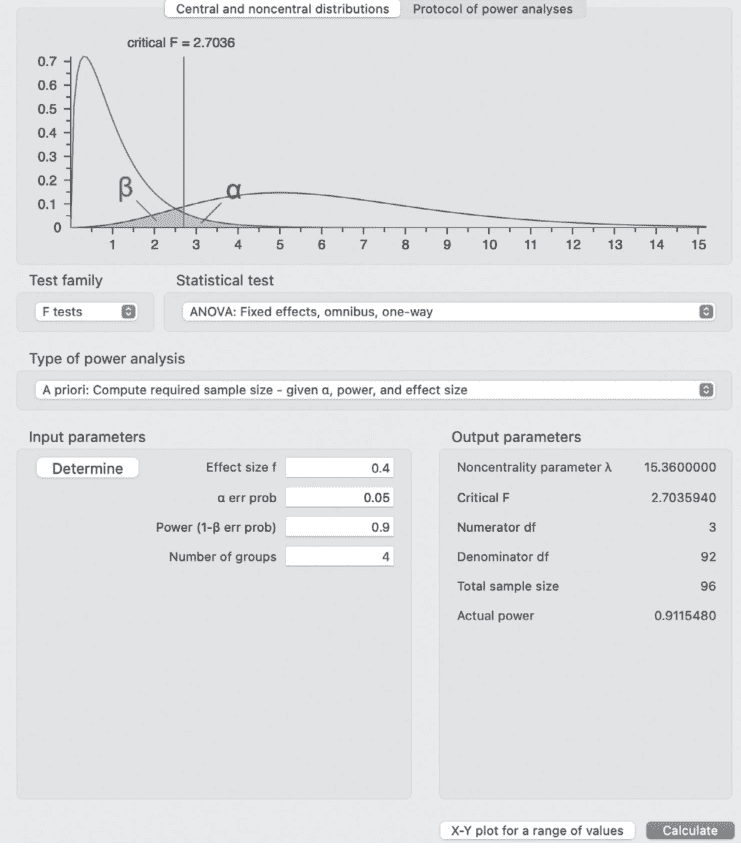 Central and noncentral distributions Protocol of power analyses
critical F = 2.7036
0.7
0.6
0.5
0.4
0.3
0.2
0.1
0
β
α
1 2 3 4 5 6 7 8 9 10 11 12 13 14 15
Test family Statistical test
F tests ANOVA: Fixed effects, omnibus, one-way
Type of power analysis
A priori: Compute required sample size - given α, power, and effect size
Input parameters
Determine Effect size f 0.4
α err prob 0.05
Power (1-β err prob) 0.9
Number of groups 4
Output parameters
Noncentrality parameter λ 15.3600000
Critical F 2.7035940
Numerator df 3
Denominator df 92
Total sample size 96
Actual power 0.9115480
X-Y plot for a range of values Calculate